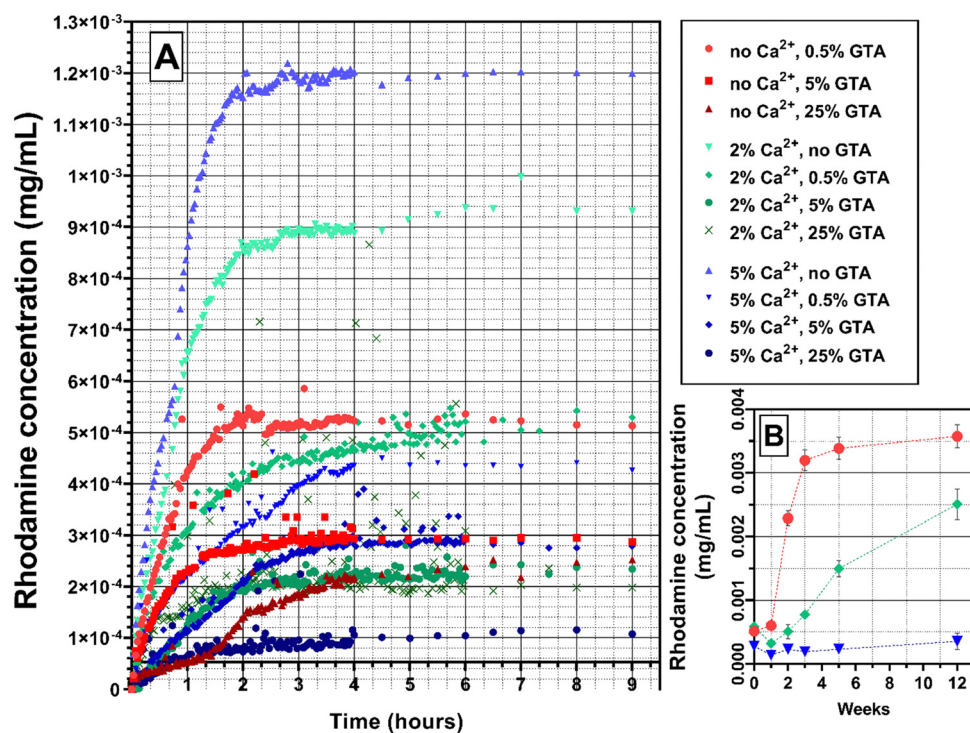 A
1.3×10⁻³
1.2×10⁻³
1.1×10⁻³
1×10⁻³
9×10⁻⁴
8×10⁻⁴
7×10⁻⁴
6×10⁻⁴
5×10⁻⁴
4×10⁻⁴
3×10⁻⁴
2×10⁻⁴
1×10⁻⁴
0
Rhodamine concentration (mg/mL)
0 1 2 3 4 5 6 7 8 9
Time (hours)
no Ca²⁺, 0.5% GTA
no Ca²⁺, 5% GTA
no Ca²⁺, 25% GTA
2% Ca²⁺, no GTA
2% Ca²⁺, 0.5% GTA
2% Ca²⁺, 5% GTA
2% Ca²⁺, 25% GTA
5% Ca²⁺, no GTA
5% Ca²⁺, 0.5% GTA
5% Ca²⁺, 5% GTA
5% Ca²⁺, 25% GTA
B
0.004
0.003
0.002
0.001
0.000
Rhodamine concentration
(mg/mL)
0 2 4 6 8 10 12
Weeks